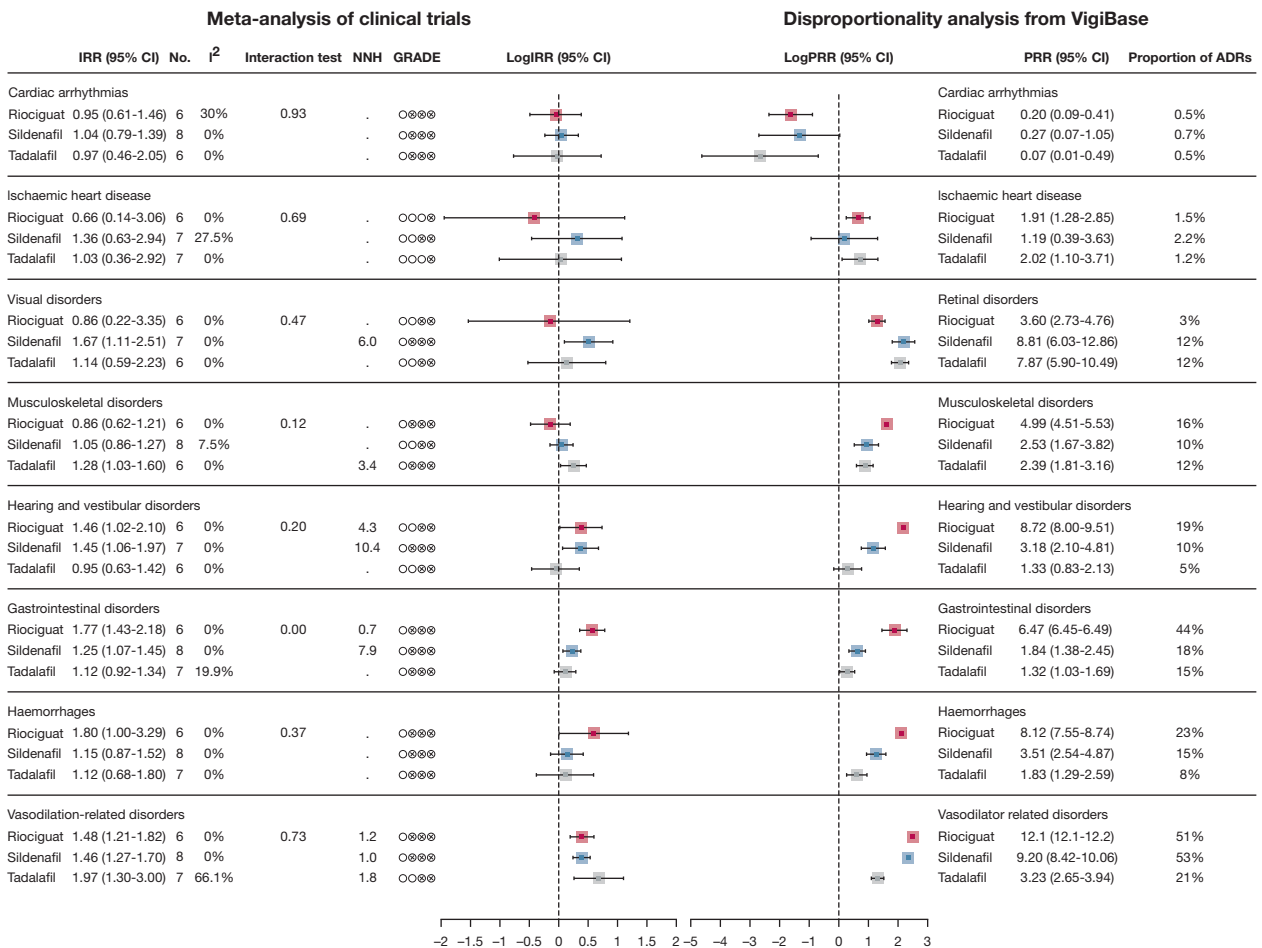 Meta-analysis of clinical trials Disproportionality analysis from VigiBase
IRR (95% CI) No. I² Interaction test NNH GRADE LogIRR (95% CI) LogPRR (95% CI) PRR (95% CI) Proportion of ADRs
Cardiac arrhythmias Cardiac arrhythmias
Riociguat 0.95 (0.61-1.46) 6 30% 0.93 . O⊗⊗⊗ Riociguat 0.20 (0.09-0.41) 0.5%
Sildenafil 1.04 (0.79-1.39) 8 0% . O⊗⊗⊗ Sildenafil 0.27 (0.07-1.05) 0.7%
Tadalafil 0.97 (0.46-2.05) 6 0% . O⊗⊗⊗ Tadalafil 0.07 (0.01-0.49) 0.5%
Ischaemic heart disease Ischaemic heart disease
Riociguat 0.66 (0.14-3.06) 6 0% 0.69 . OOO⊗ Riociguat 1.91 (1.28-2.85) 1.5%
Sildenafil 1.36 (0.63-2.94) 7 27.5% . OO⊗⊗ Sildenafil 1.19 (0.39-3.63) 2.2%
Tadalafil 1.03 (0.36-2.92) 7 0% . OOO⊗ Tadalafil 2.02 (1.10-3.71) 1.2%
Visual disorders Retinal disorders
Riociguat 0.86 (0.22-3.35) 6 0% 0.47 . OO⊗⊗ Riociguat 3.60 (2.73-4.76) 3%
Sildenafil 1.67 (1.11-2.51) 7 0% 6.0 O⊗⊗⊗ Sildenafil 8.81 (6.03-12.86) 12%
Tadalafil 1.14 (0.59-2.23) 6 0% . OO⊗⊗ Tadalafil 7.87 (5.90-10.49) 12%
Musculoskeletal disorders Musculoskeletal disorders
Riociguat 0.86 (0.62-1.21) 6 0% 0.12 . O⊗⊗⊗ Riociguat 4.99 (4.51-5.53) 16%
Sildenafil 1.05 (0.86-1.27) 8 7.5% . OO⊗⊗ Sildenafil 2.53 (1.67-3.82) 10%
Tadalafil 1.28 (1.03-1.60) 6 0% 3.4 O⊗⊗⊗ Tadalafil 2.39 (1.81-3.16) 12%
Hearing and vestibular disorders Hearing and vestibular disorders
Riociguat 1.46 (1.02-2.10) 6 0% 0.20 4.3 OO⊗⊗ Riociguat 8.72 (8.00-9.51) 19%
Sildenafil 1.45 (1.06-1.97) 7 0% 10.4 O⊗⊗⊗ Sildenafil 3.18 (2.10-4.81) 10%
Tadalafil 0.95 (0.63-1.42) 6 0% . OO⊗⊗ Tadalafil 1.33 (0.83-2.13) 5%
Gastrointestinal disorders Gastrointestinal disorders
Riociguat 1.77 (1.43-2.18) 6 0% 0.00 0.7 O⊗⊗⊗ Riociguat 6.47 (6.45-6.49) 44%
Sildenafil 1.25 (1.07-1.45) 8 0% 7.9 O⊗⊗⊗ Sildenafil 1.84 (1.38-2.45) 18%
Tadalafil 1.12 (0.92-1.34) 7 19.9% . O⊗⊗⊗ Tadalafil 1.32 (1.03-1.69) 15%
Haemorrhages Haemorrhages
Riociguat 1.80 (1.00-3.29) 6 0% 0.37 . O⊗⊗⊗ Riociguat 8.12 (7.55-8.74) 23%
Sildenafil 1.15 (0.87-1.52) 8 0% . O⊗⊗⊗ Sildenafil 3.51 (2.54-4.87) 15%
Tadalafil 1.12 (0.68-1.80) 7 0% . O⊗⊗⊗ Tadalafil 1.83 (1.29-2.59) 8%
Vasodilation-related disorders Vasodilator related disorders
Riociguat 1.48 (1.21-1.82) 6 0% 0.73 1.2 O⊗⊗⊗ Riociguat 12.1 (12.1-12.2) 51%
Sildenafil 1.46 (1.27-1.70) 8 0% 1.0 O⊗⊗⊗ Sildenafil 9.20 (8.42-10.06) 53%
Tadalafil 1.97 (1.30-3.00) 7 66.1% 1.8 OO⊗⊗ Tadalafil 3.23 (2.65-3.94) 21%
−2 −1.5 −1 −0.5 0 0.5 1 1.5 2 −5 −4 −3 −2 −1 0 1 2 3